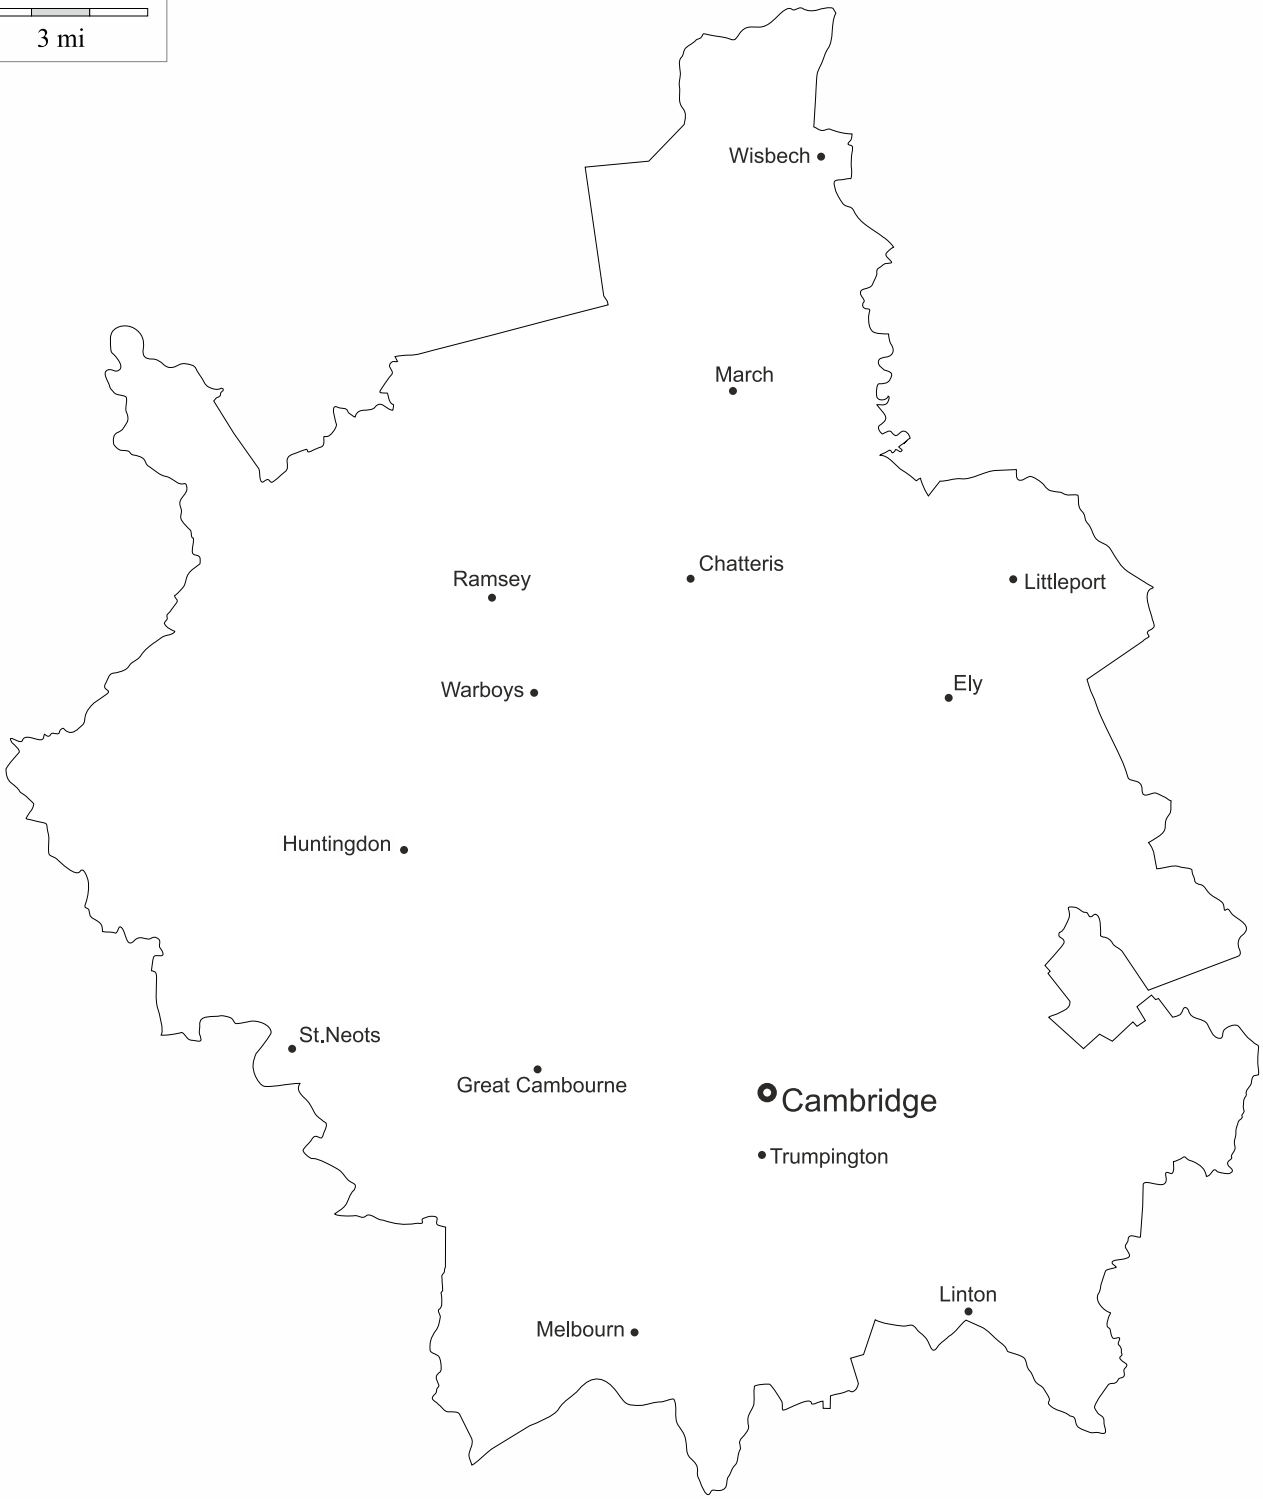 3 mi
Wisbech
March
Chatteris
Ramsey
Littleport
Ely
Warboys
Huntingdon
St.Neots
Great Cambourne
Cambridge
Trumpington
Linton
Melbourn